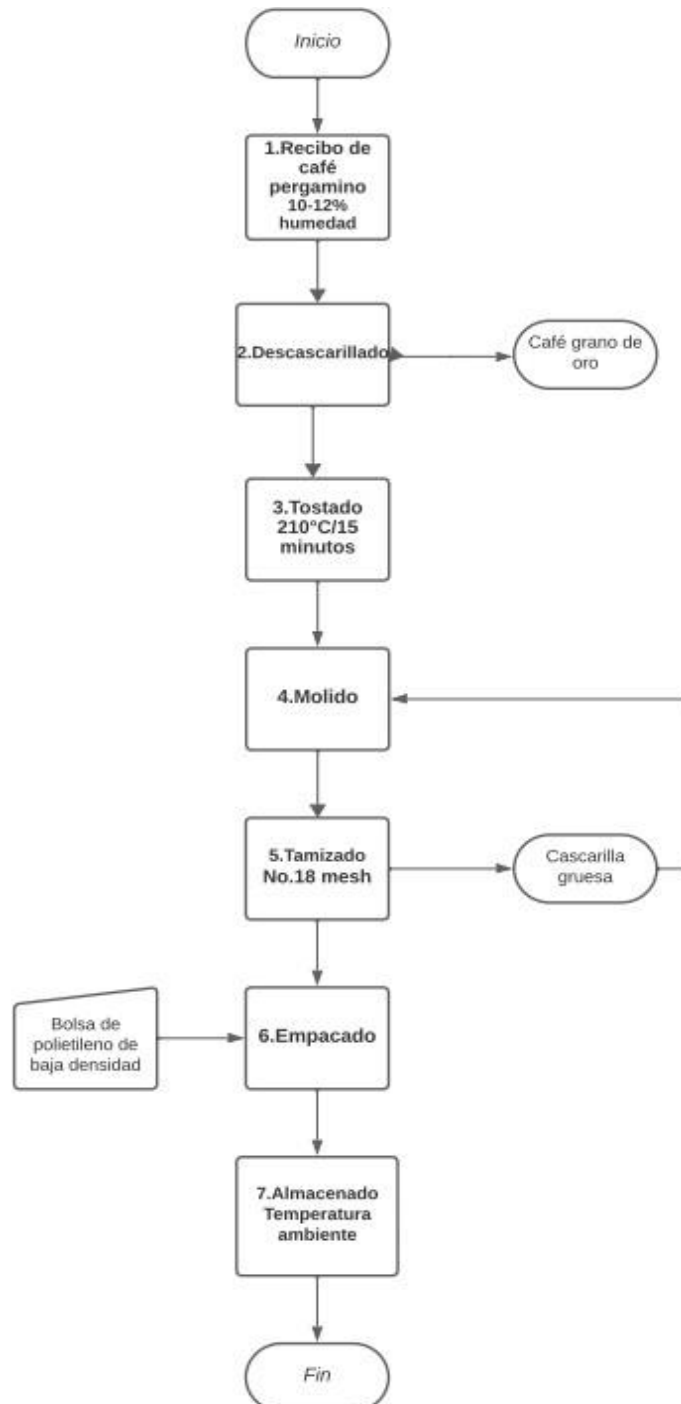 Inicio
1.Recibo de
café
pergamino
10-12%
humedad
2.Descascarillado
Café grano de
oro
3.Tostado
210°C/15
minutos
4.Molido
5.Tamizado
No.18 mesh
Cascarilla
gruesa
Bolsa de
polietileno de
baja densidad
6.Empacado
7.Almacenado
Temperatura
ambiente
Fin